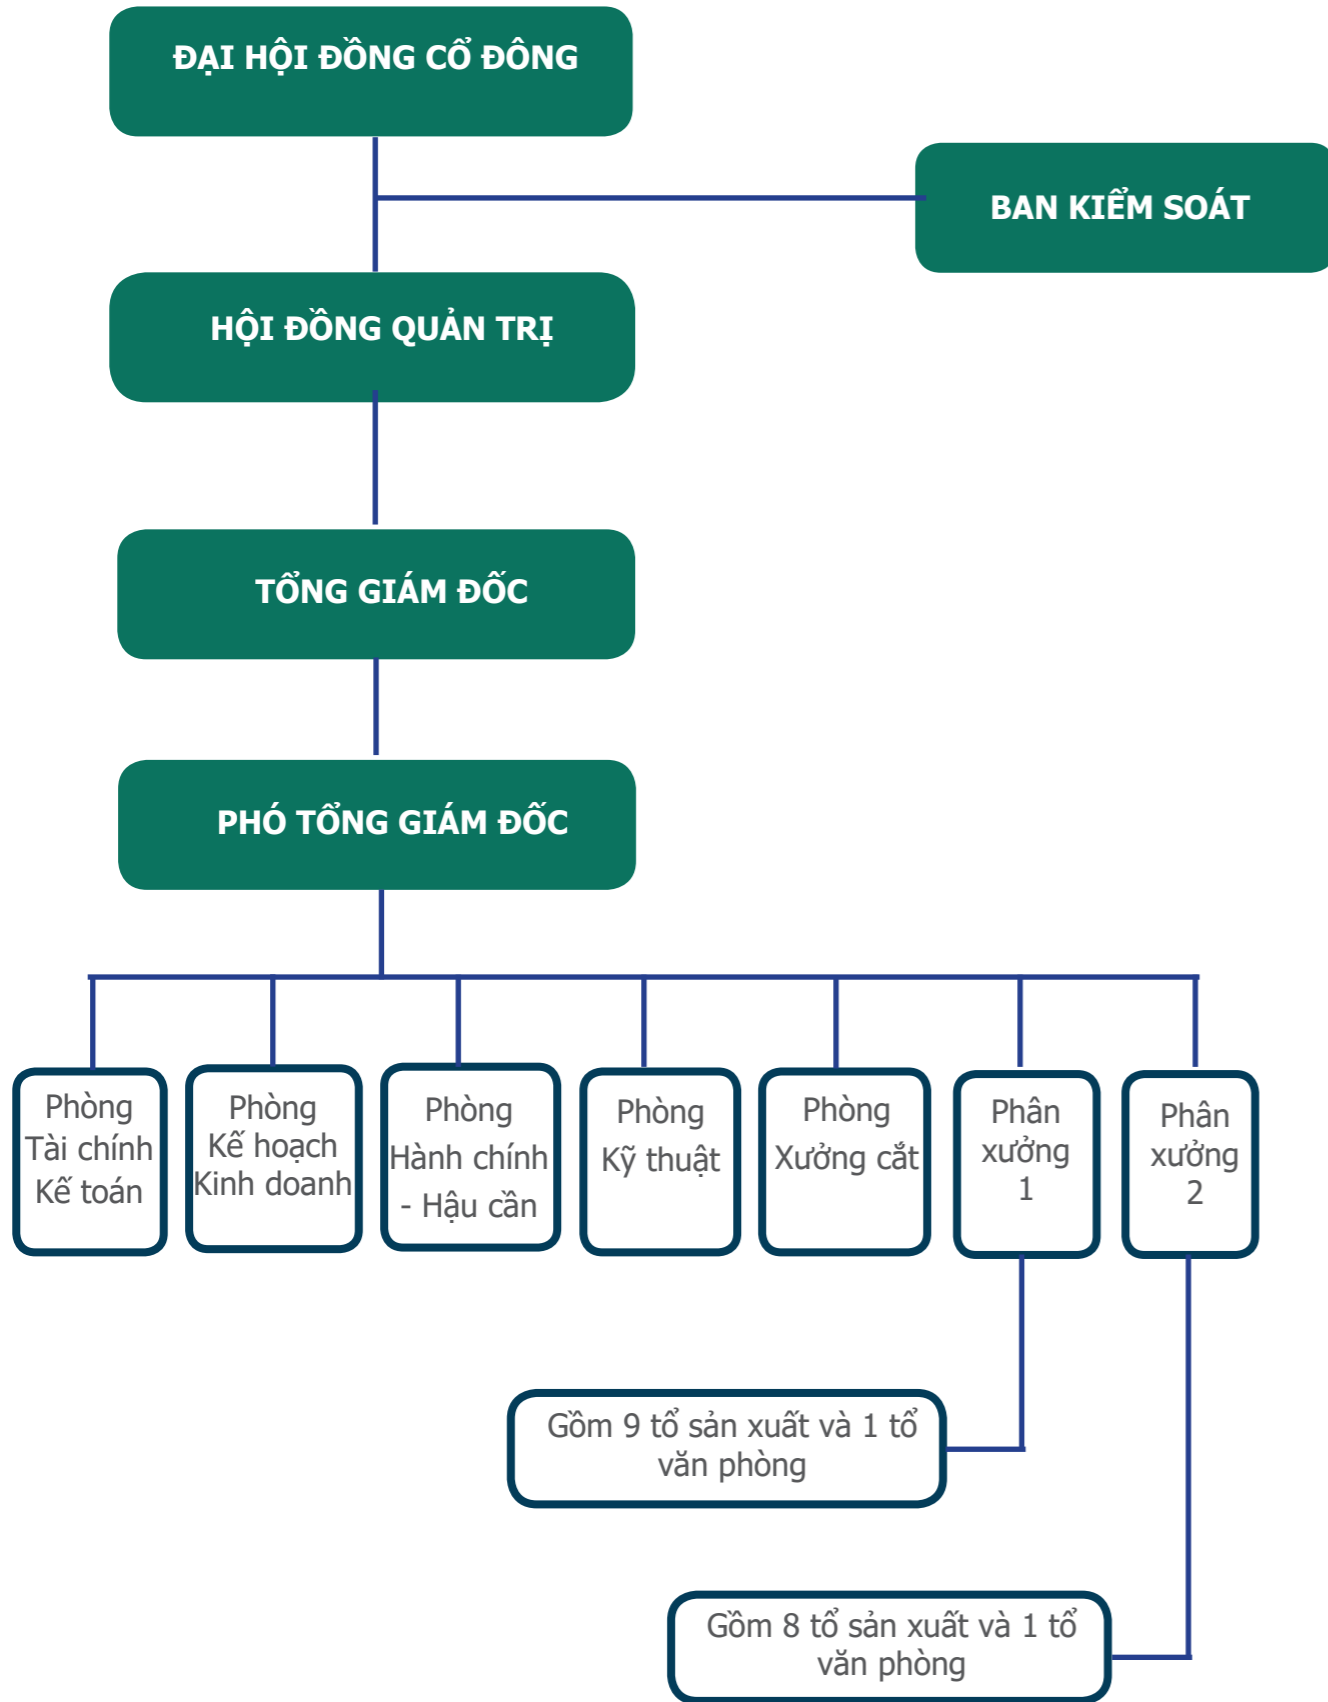 ĐẠI HỘI ĐỒNG CỔ ĐÔNG
BAN KIỂM SOÁT
HỘI ĐỒNG QUẢN TRỊ
TỔNG GIÁM ĐỐC
PHÓ TỔNG GIÁM ĐỐC
Phòng
Tài chính
Kế toán
Phòng
Kế hoạch
Kinh doanh
Phòng
Hành chính
- Hậu cần
Phòng
Kỹ thuật
Phòng
Xưởng cắt
Phân
xưởng
1
Phân
xưởng
2
Gồm 9 tổ sản xuất và 1 tổ
văn phòng
Gồm 8 tổ sản xuất và 1 tổ
văn phòng